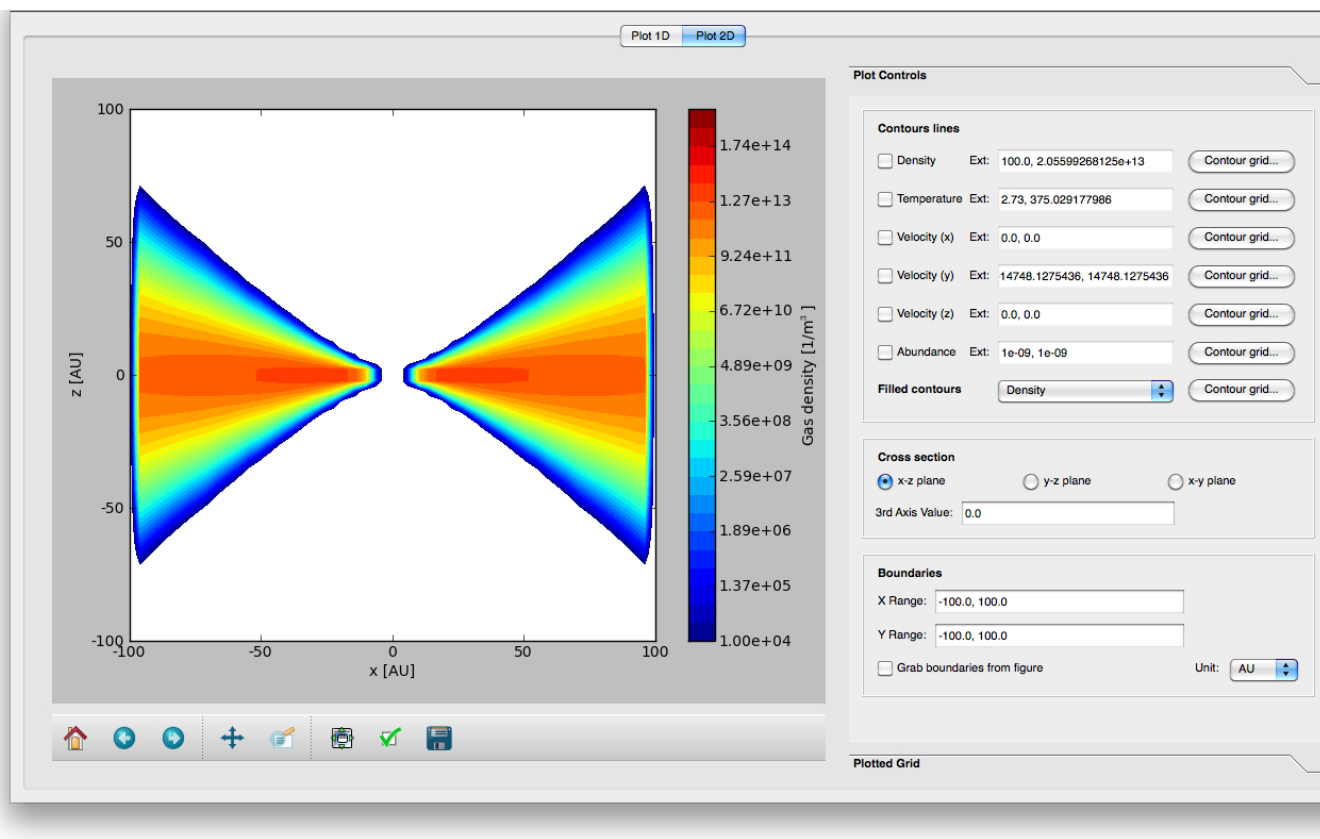 Plot 1D Plot 2D
100
50
0
-50
-100
-100 -50 0 50 100
z [AU]
x [AU]
1.74e+14
1.27e+13
9.24e+11
6.72e+10
4.89e+09
3.56e+08
2.59e+07
1.89e+06
1.37e+05
1.00e+04
Gas density [1/m³ ]
Plot Controls
Contours lines
Density Ext: 100.0, 2.05599268125e+13 Contour grid...
Temperature Ext: 2.73, 375.029177986 Contour grid...
Velocity (x) Ext: 0.0, 0.0 Contour grid...
Velocity (y) Ext: 14748.1275436, 14748.1275436 Contour grid...
Velocity (z) Ext: 0.0, 0.0 Contour grid...
Abundance Ext: 1e-09, 1e-09 Contour grid...
Filled contours Density Contour grid...
Cross section
x-z plane y-z plane x-y plane
3rd Axis Value: 0.0
Boundaries
X Range: -100.0, 100.0
Y Range: -100.0, 100.0
Grab boundaries from figure Unit: AU
Plotted Grid